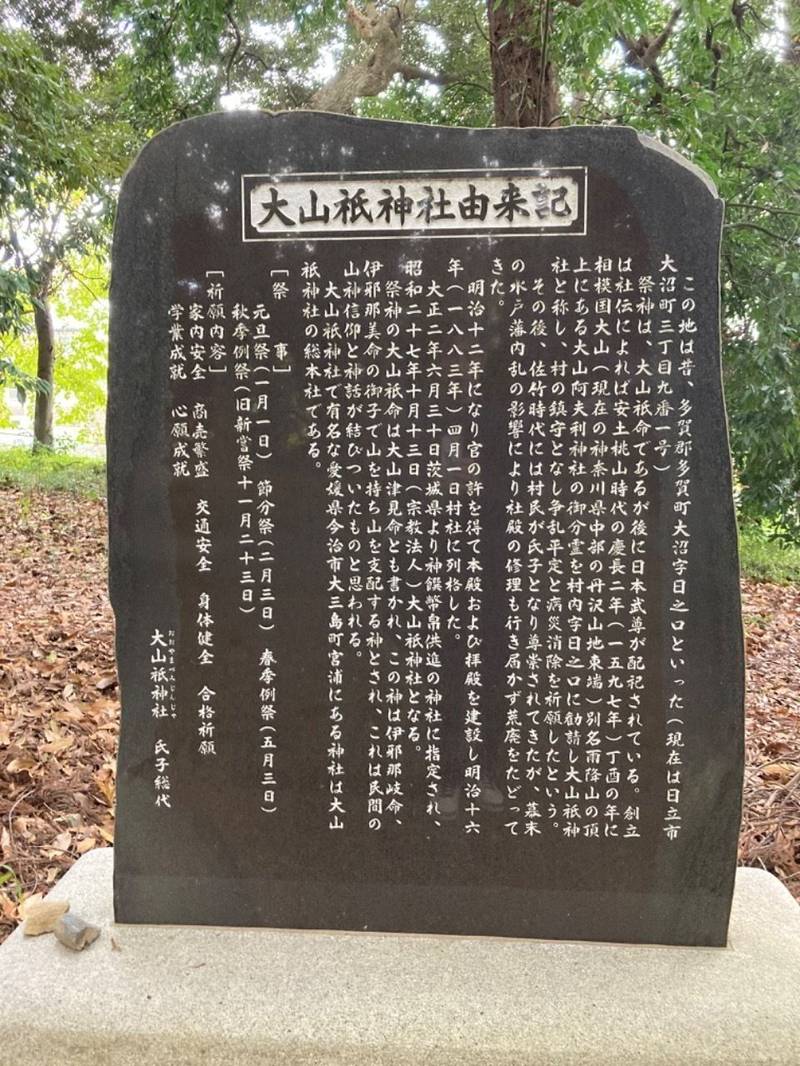 大山祇神社由来記
この地は昔、多賀郡多賀町大沼字日之口といった(現在は日立市
大沼町三丁目九番一号)
祭神は、大山祇命であるが後に日本武尊が配祀されている。創立
は社伝によれば安土桃山時代の慶長二年(一五九七年)丁酉の年に
相模国大山(現在の神奈川県中部の丹沢山地東端)別名雨降山の頂
上にある大山阿夫利神社の御分霊を村内字日之口に勧請し大山祇神
社と称し、村の鎮守となし争乱平定と病災消除を祈願したという。
その後、佐竹時代には村民が氏子となり尊崇されてきたが、幕末
の水戸藩内乱の影響により社殿の修理も行き届かず荒廃をたどって
きた。
明治十二年になり官の許を得て本殿および拝殿を建設し明治十六
年(一八八三年)四月一日村社に列格した。
大正二年六月三十日茨城県より神饌幣帛供進の神社に指定され、
昭和二十七年十月十三日(宗教法人)大山祇神社となる。
祭神の大山祇命は大山津見命とも書かれ、この神は伊邪那岐命、
伊邪那美命の御子で山を持ち山を支配する神とされ、これは民間の
山神信仰と神話が結びついたものと思われる。
大山祇神社で有名な愛媛県今治市大三島町宮浦にある神社は大山
祇神社の総本社である。
[祭 事]
元旦祭(一月一日) 節分祭(二月三日) 春季例祭(五月三日)
秋季例祭(旧新嘗祭十一月二十三日)
[祈願内容]
家内安全 商売繁盛 交通安全 身体健全 合格祈願
学業成就 心願成就
大山祇神社 氏子総代
おおやまづみじんじゃ